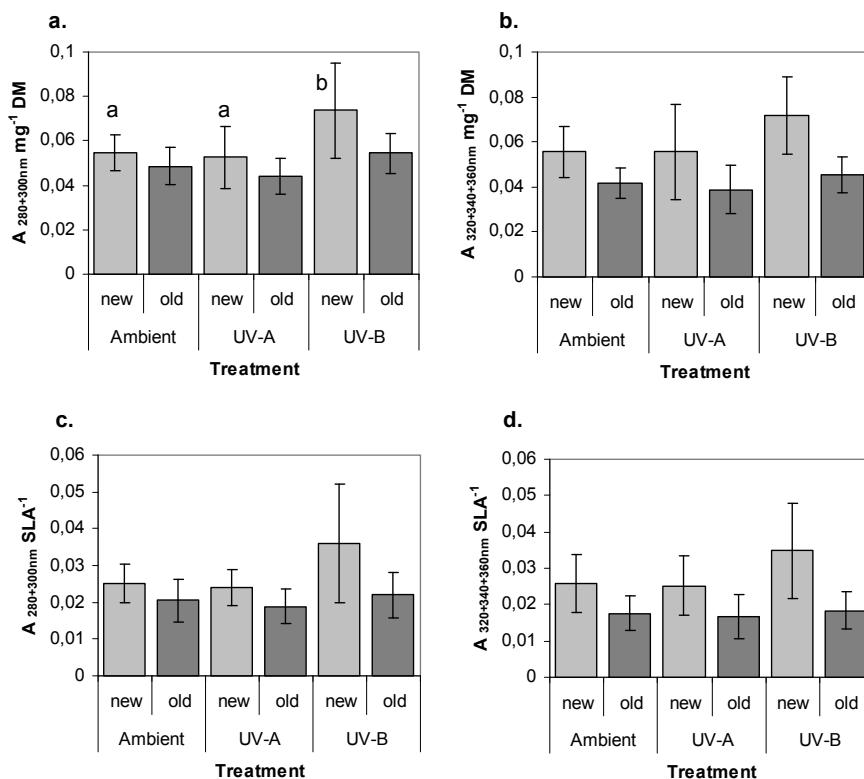 a.
A 280+300nm mg-1 DM
0,1
0,08
0,06
0,04
0,02
0
a
a
b
new old new old new old
Ambient UV-A UV-B
Treatment
b.
A 320+340+360nm mg-1 DM
0,1
0,08
0,06
0,04
0,02
0
new old new old new old
Ambient UV-A UV-B
Treatment
c.
A 280+300nm SLA-1
0,06
0,05
0,04
0,03
0,02
0,01
0
new old new old new old
Ambient UV-A UV-B
Treatment
d.
A 320+340+360nm SLA-1
0,06
0,05
0,04
0,03
0,02
0,01
0
new old new old new old
Ambient UV-A UV-B
Treatment